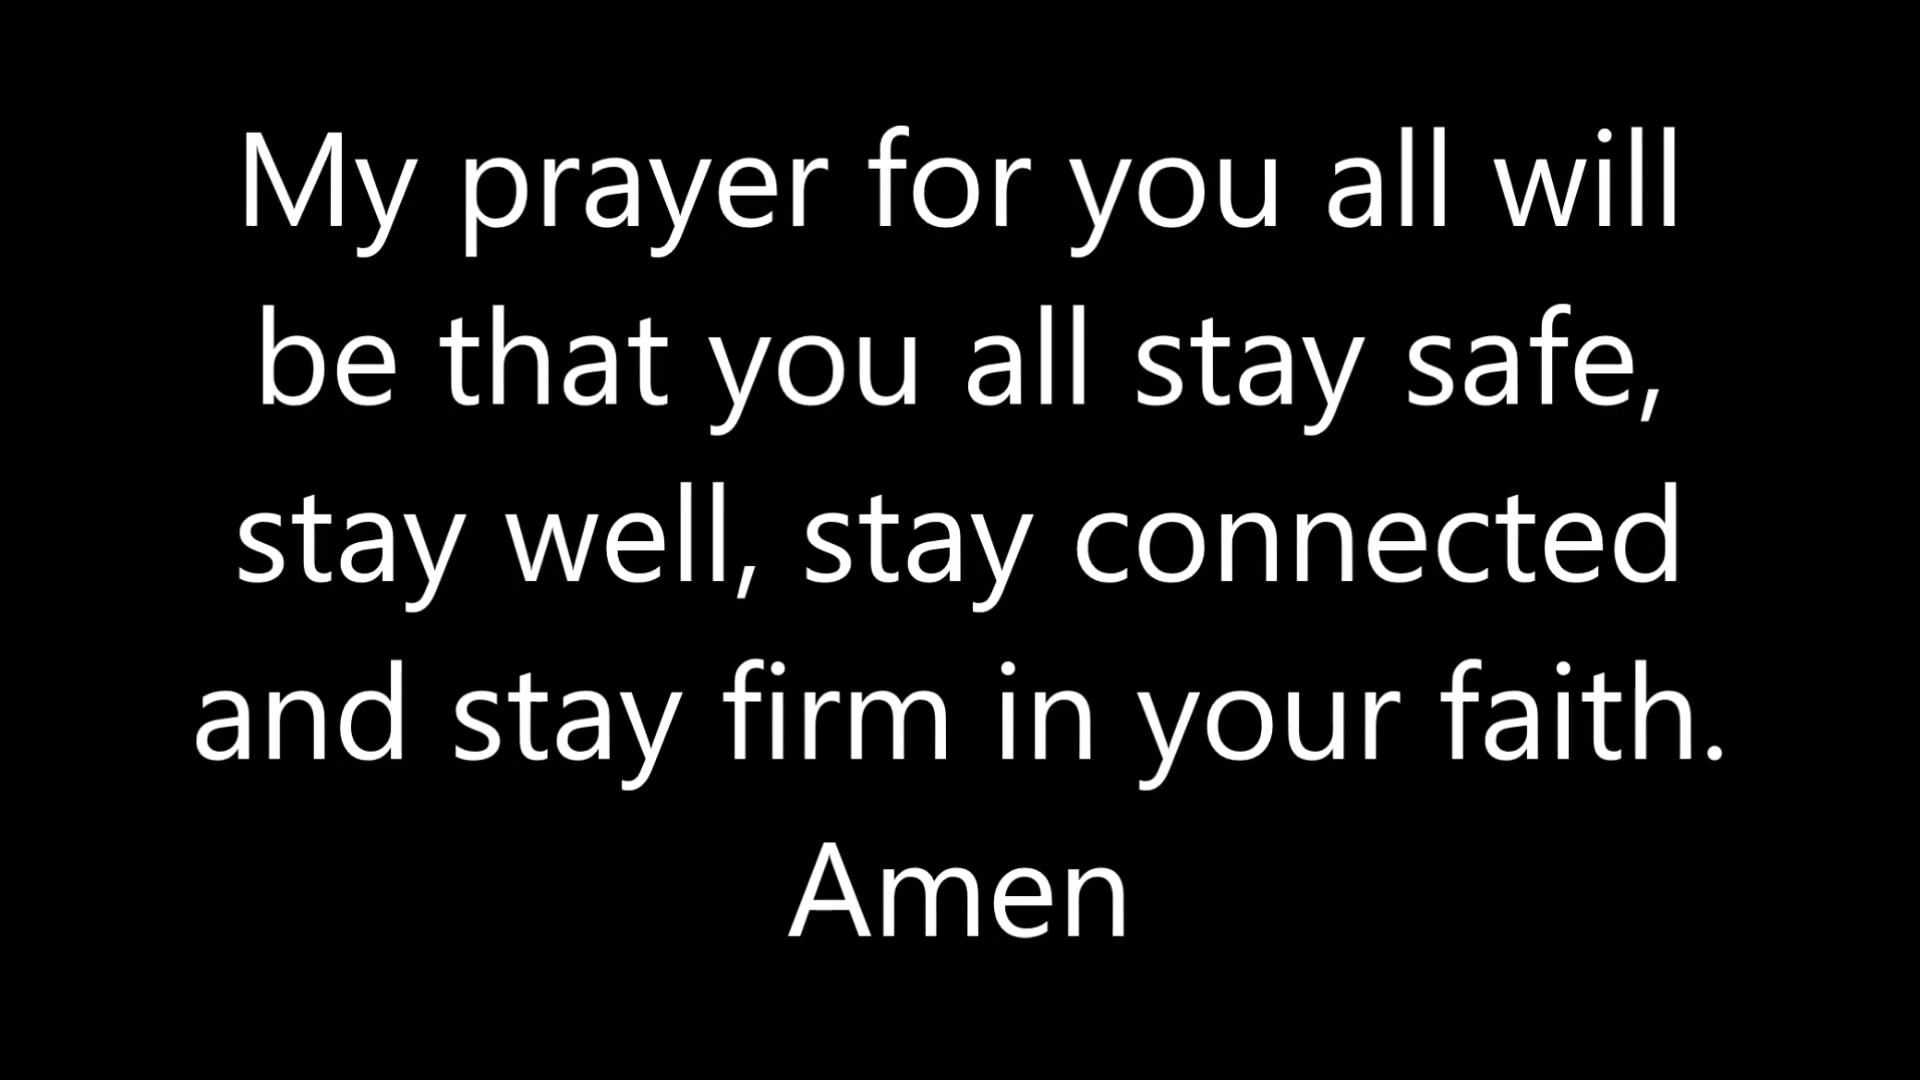 My prayer for you all will
be that you all stay safe,
stay well, stay connected
and stay firm in your faith.
Amen